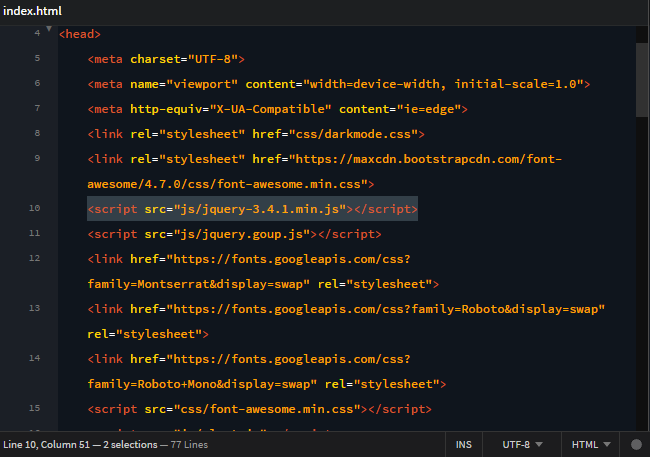 index.html
4 <head>
5 <meta charset="UTF-8">
6 <meta name="viewport" content="width=device-width, initial-scale=1.0">
7 <meta http-equiv="X-UA-Compatible" content="ie=edge">
8 <link rel="stylesheet" href="css/darkmode.css">
9 <link rel="stylesheet" href="https://maxcdn.bootstrapcdn.com/font-
awesome/4.7.0/css/font-awesome.min.css">
10 <script src="js/jquery-3.4.1.min.js"></script>
11 <script src="js/jquery.goup.js"></script>
12 <link href="https://fonts.googleapis.com/css?
family=Montserrat&display=swap" rel="stylesheet">
13 <link href="https://fonts.googleapis.com/css?family=Roboto&display=swap"
rel="stylesheet">
14 <link href="https://fonts.googleapis.com/css?
family=Roboto+Mono&display=swap" rel="stylesheet">
15 <script src="css/font-awesome.min.css"></script>
Line 10, Column 51 — 2 selections — 77 Lines INS UTF-8 HTML